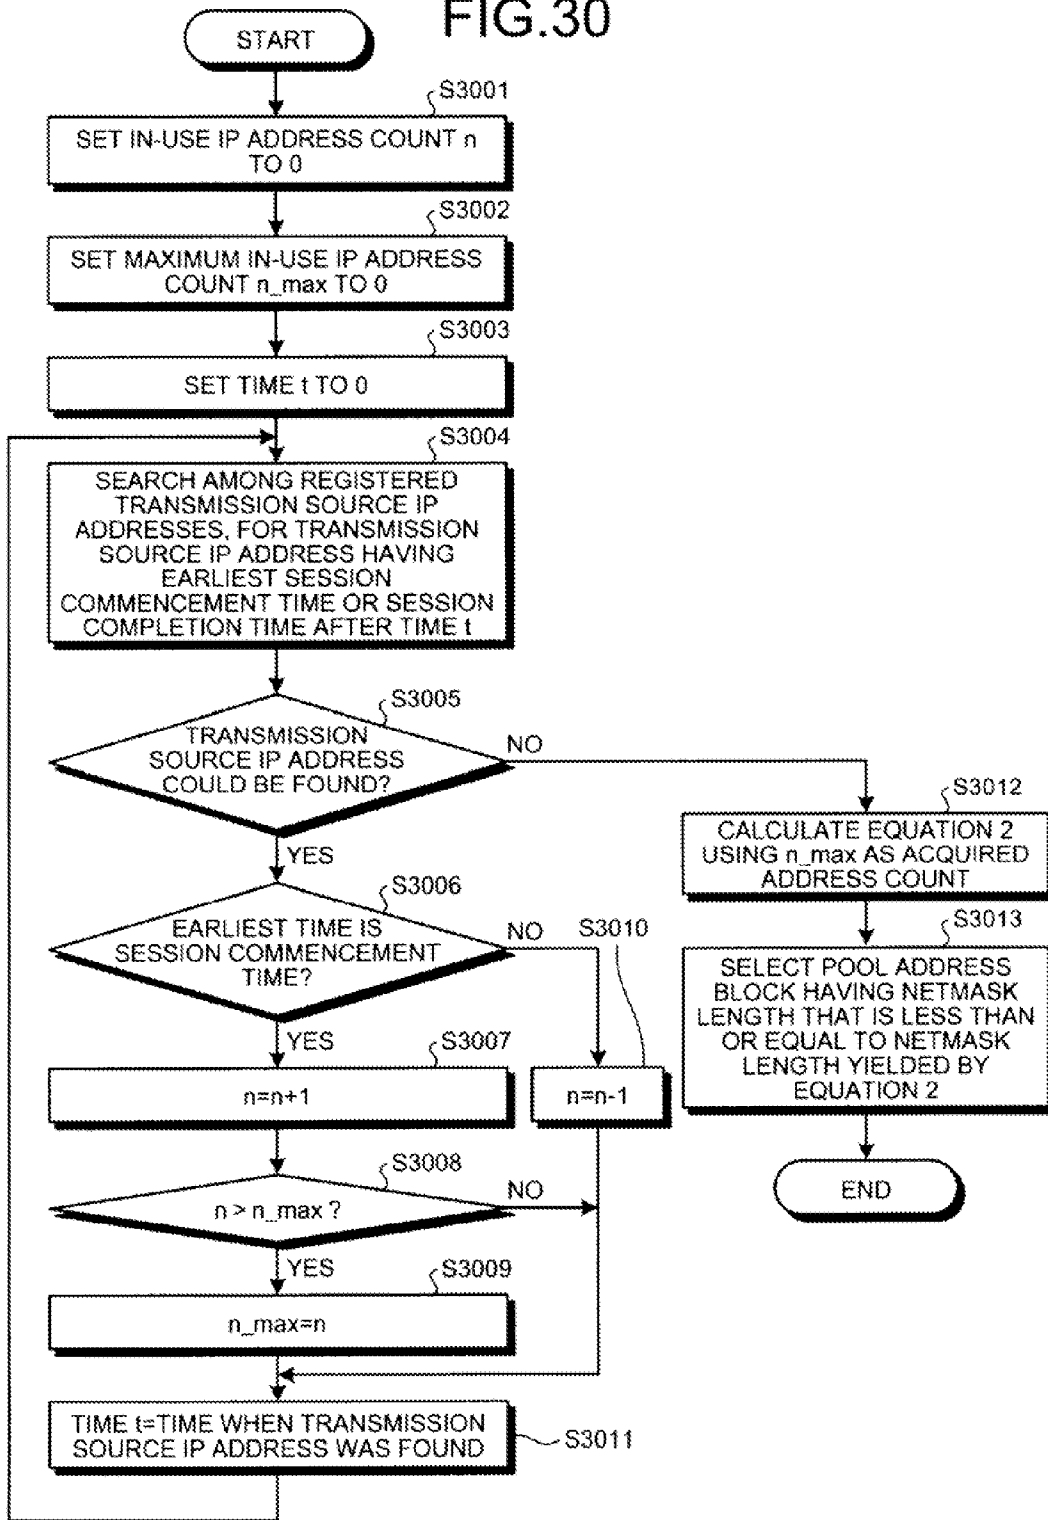 FIG.30
START
S3001
SET IN-USE IP ADDRESS COUNT n
TO 0
S3002
SET MAXIMUM IN-USE IP ADDRESS
COUNT n_max TO 0
S3003
SET TIME t TO 0
S3004
SEARCH AMONG REGISTERED
TRANSMISSION SOURCE IP
ADDRESSES, FOR TRANSMISSION
SOURCE IP ADDRESS HAVING
EARLIEST SESSION
COMMENCEMENT TIME OR SESSION
COMPLETION TIME AFTER TIME t
S3005
TRANSMISSION
SOURCE IP ADDRESS
COULD BE FOUND?
NO
YES
S3006
EARLIEST TIME IS
SESSION COMMENCEMENT
TIME?
NO
YES
S3007
n=n+1
S3010
n=n-1
S3008
n > n_max ?
NO
YES
S3009
n_max=n
TIME t=TIME WHEN TRANSMISSION
SOURCE IP ADDRESS WAS FOUND
S3011
S3012
CALCULATE EQUATION 2
USING n_max AS ACQUIRED
ADDRESS COUNT
S3013
SELECT POOL ADDRESS
BLOCK HAVING NETMASK
LENGTH THAT IS LESS THAN
OR EQUAL TO NETMASK
LENGTH YIELDED BY
EQUATION 2
END